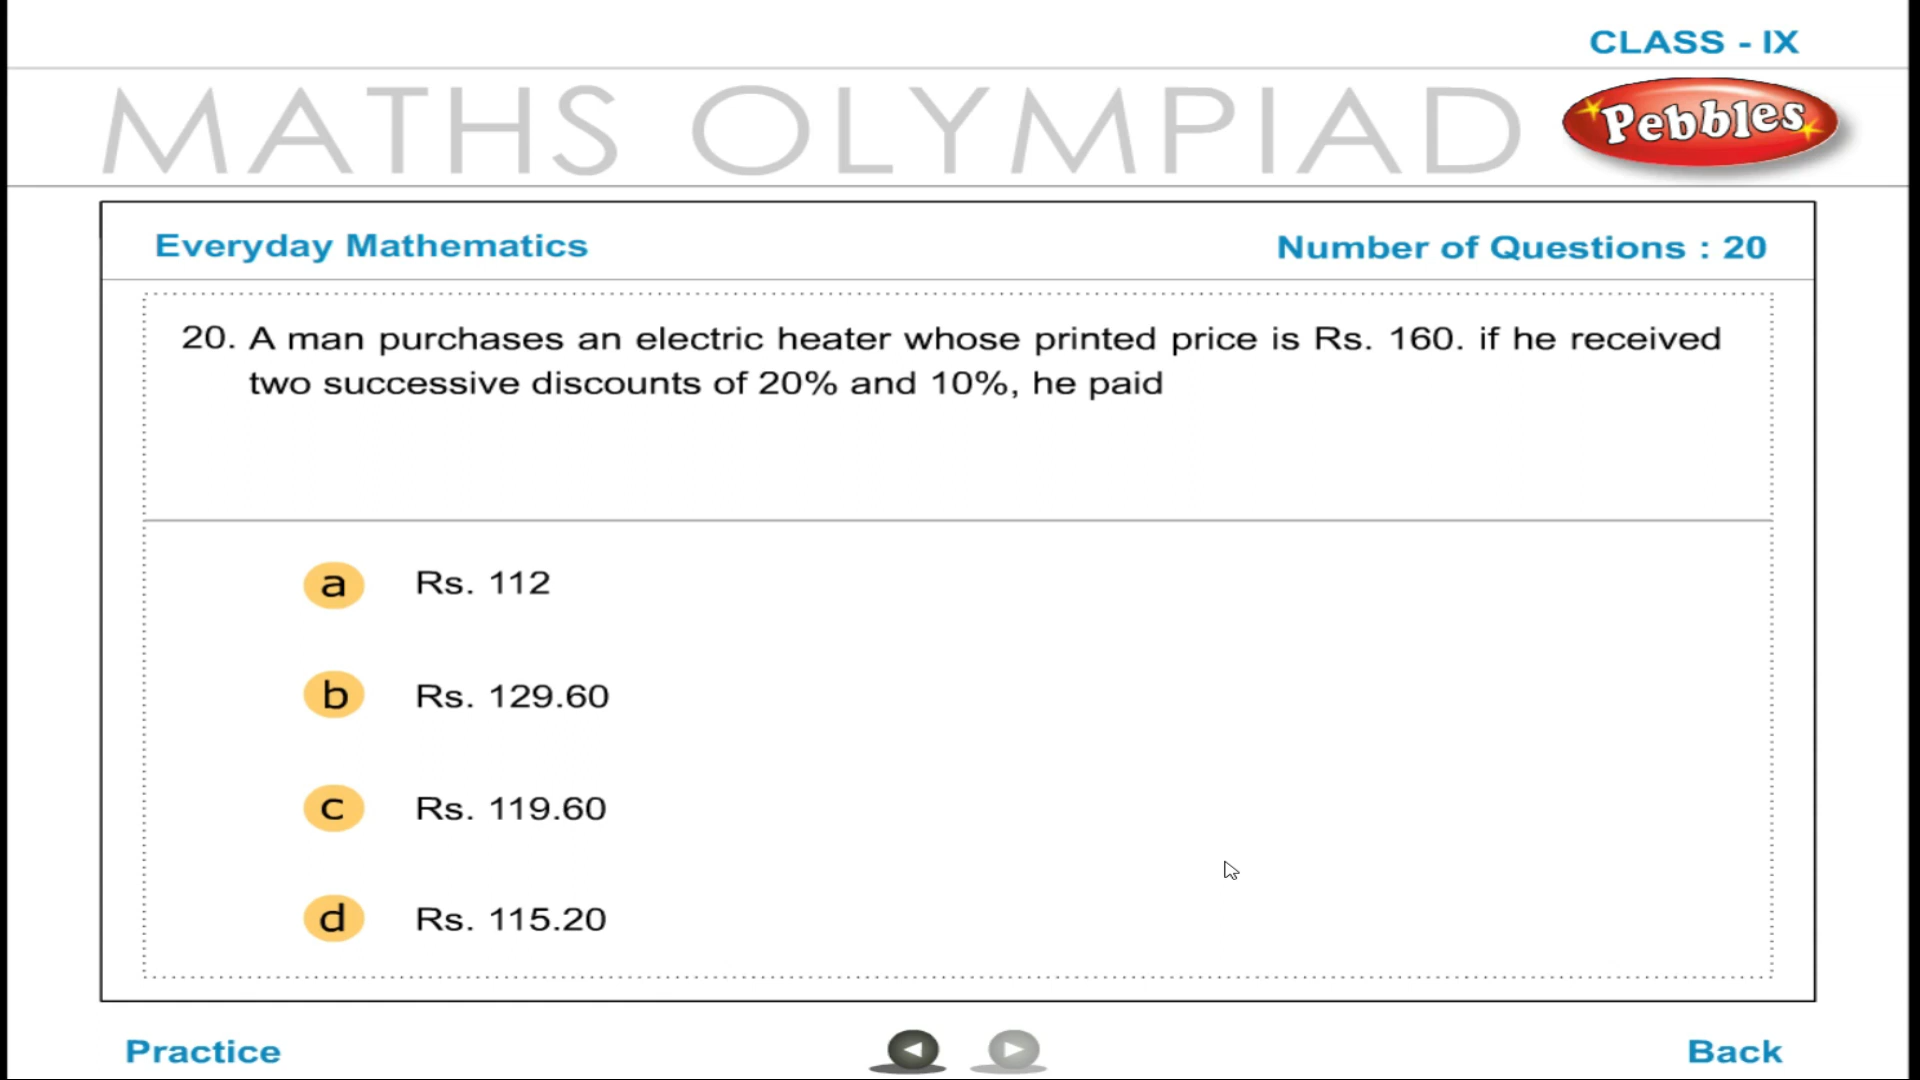 CLASS - IX
MATHS OLYMPIAD
Pebbles
Everyday Mathematics
Number of Questions : 20
20. A man purchases an electric heater whose printed price is Rs. 160. if he received
two successive discounts of 20% and 10%, he paid
a Rs. 112
b Rs. 129.60
c Rs. 119.60
d Rs. 115.20
Practice
Back